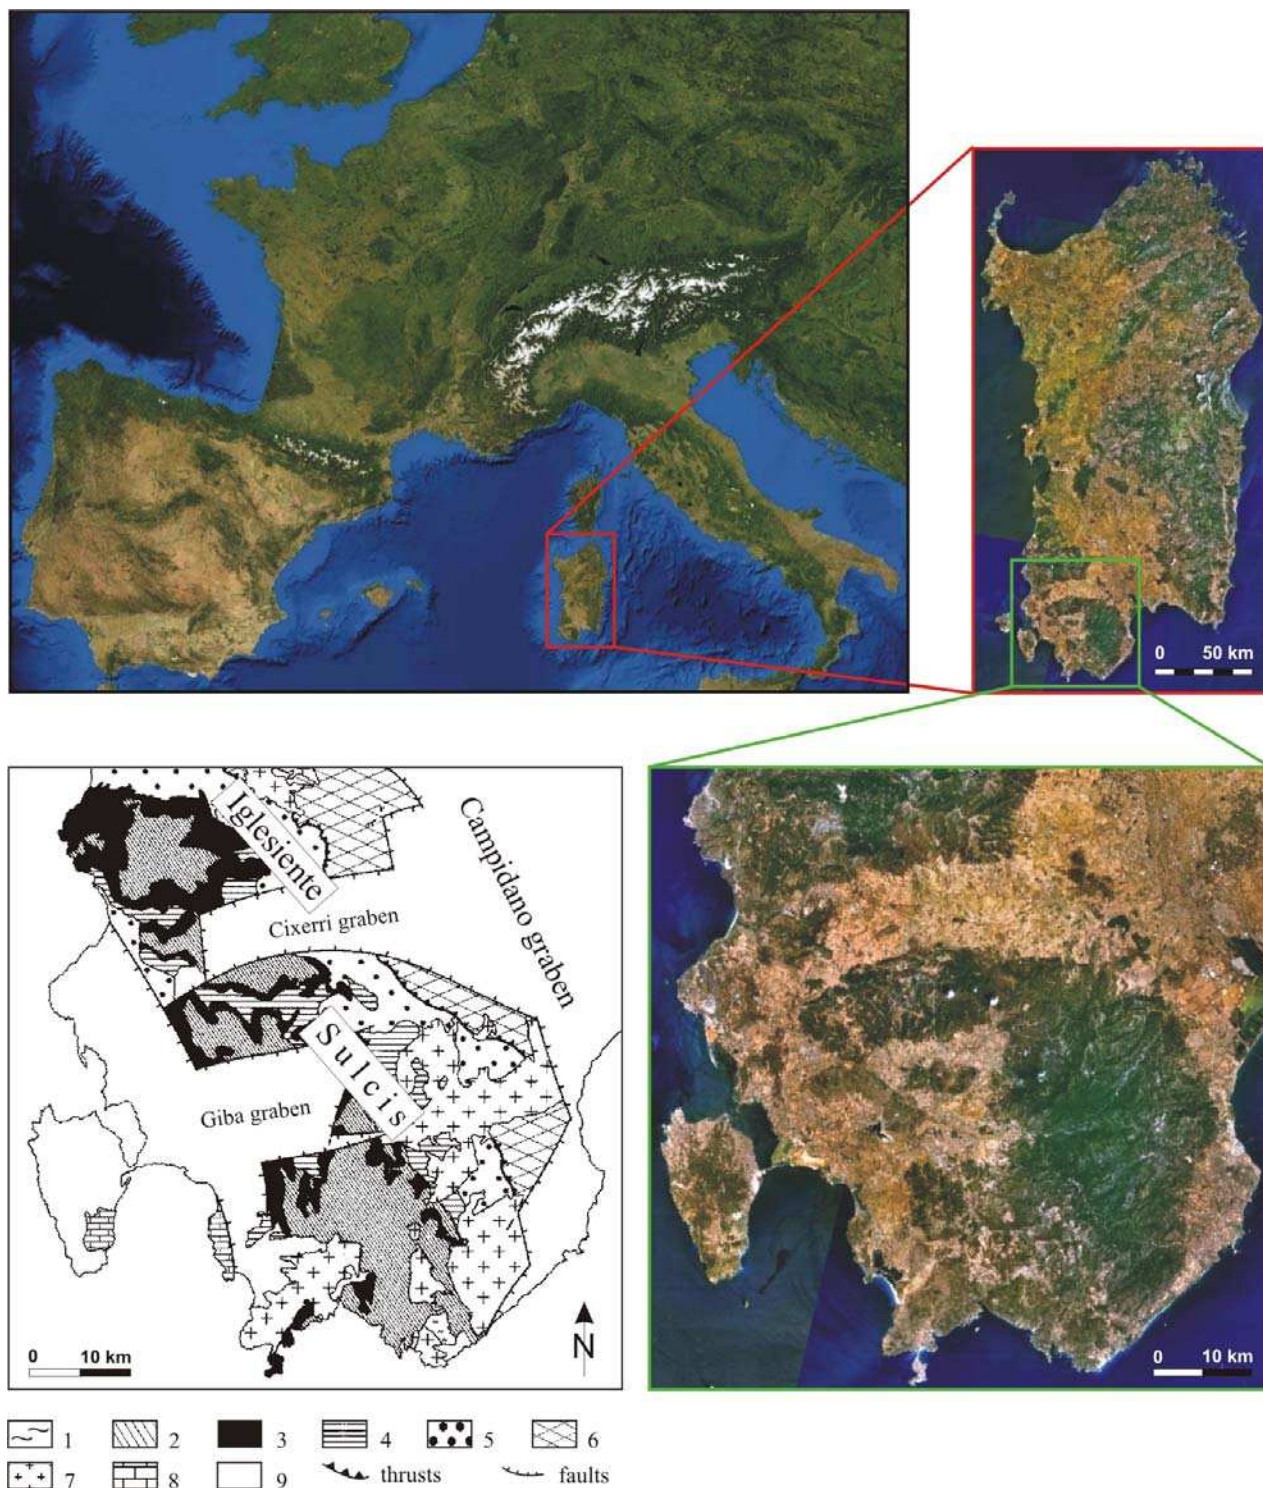 0 50 km
Iglesiente
Campidano graben
Cixerri graben
Sulcis
Giba graben
0 10 km
N
0 10 km
1 2 3 4 5 6
7 8 9 thrusts faults